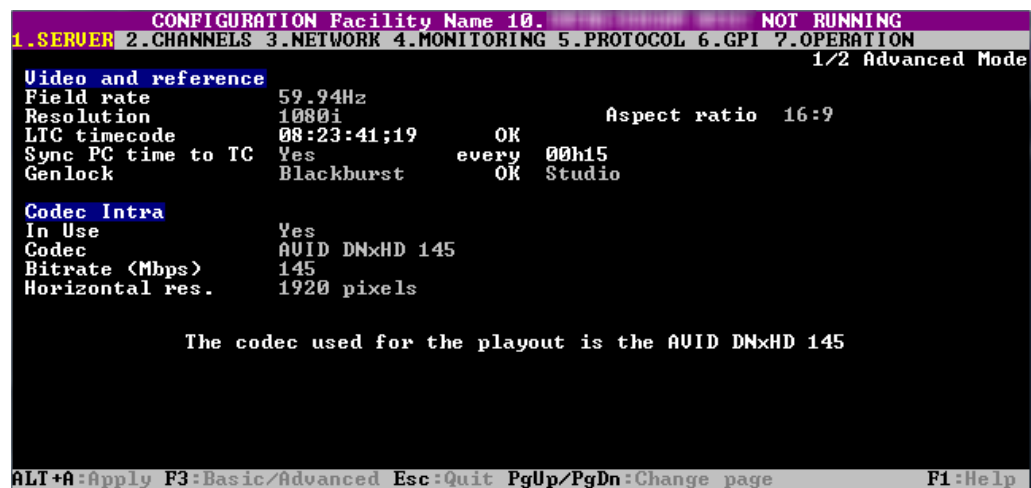 CONFIGURATION Facility Name 10. NOT RUNNING
1.SERVER 2.CHANNELS 3.NETWORK 4.MONITORING 5.PROTOCOL 6.GPI 7.OPERATION
1/2 Advanced Mode
Video and reference
Field rate 59.94Hz
Resolution 1080i Aspect ratio 16:9
LTC timecode 08:23:41;19 OK
Sync PC time to TC Yes every 00h15
Genlock Blackburst OK Studio
Codec Intra
In Use Yes
Codec AVID DNxHD 145
Bitrate (Mbps) 145
Horizontal res. 1920 pixels
The codec used for the playout is the AVID DNxHD 145
ALT+A:Apply F3:Basic/Advanced Esc:Quit PgUp/PgDn:Change page F1:Help